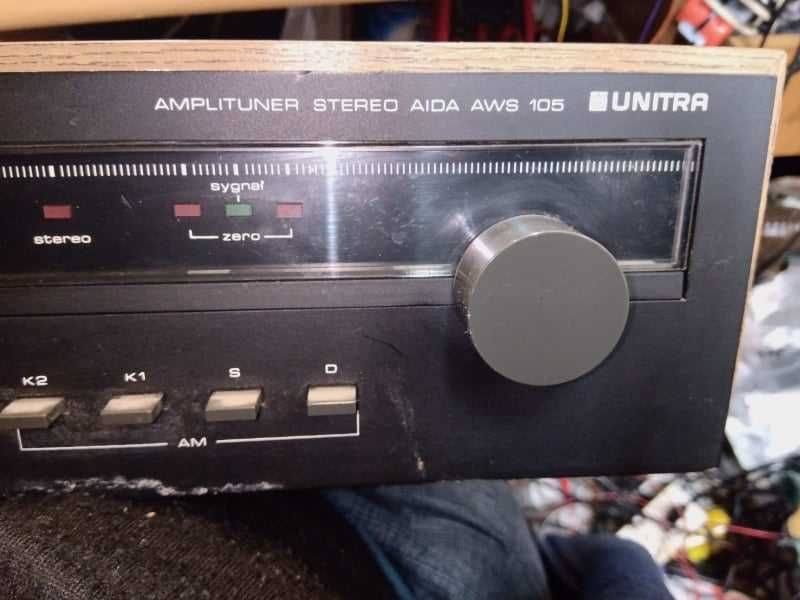 AMPLITUNER STEREO AIDA AWS 105 UNITRA
sygnał
stereo
zero
K2 K1 S D
AM